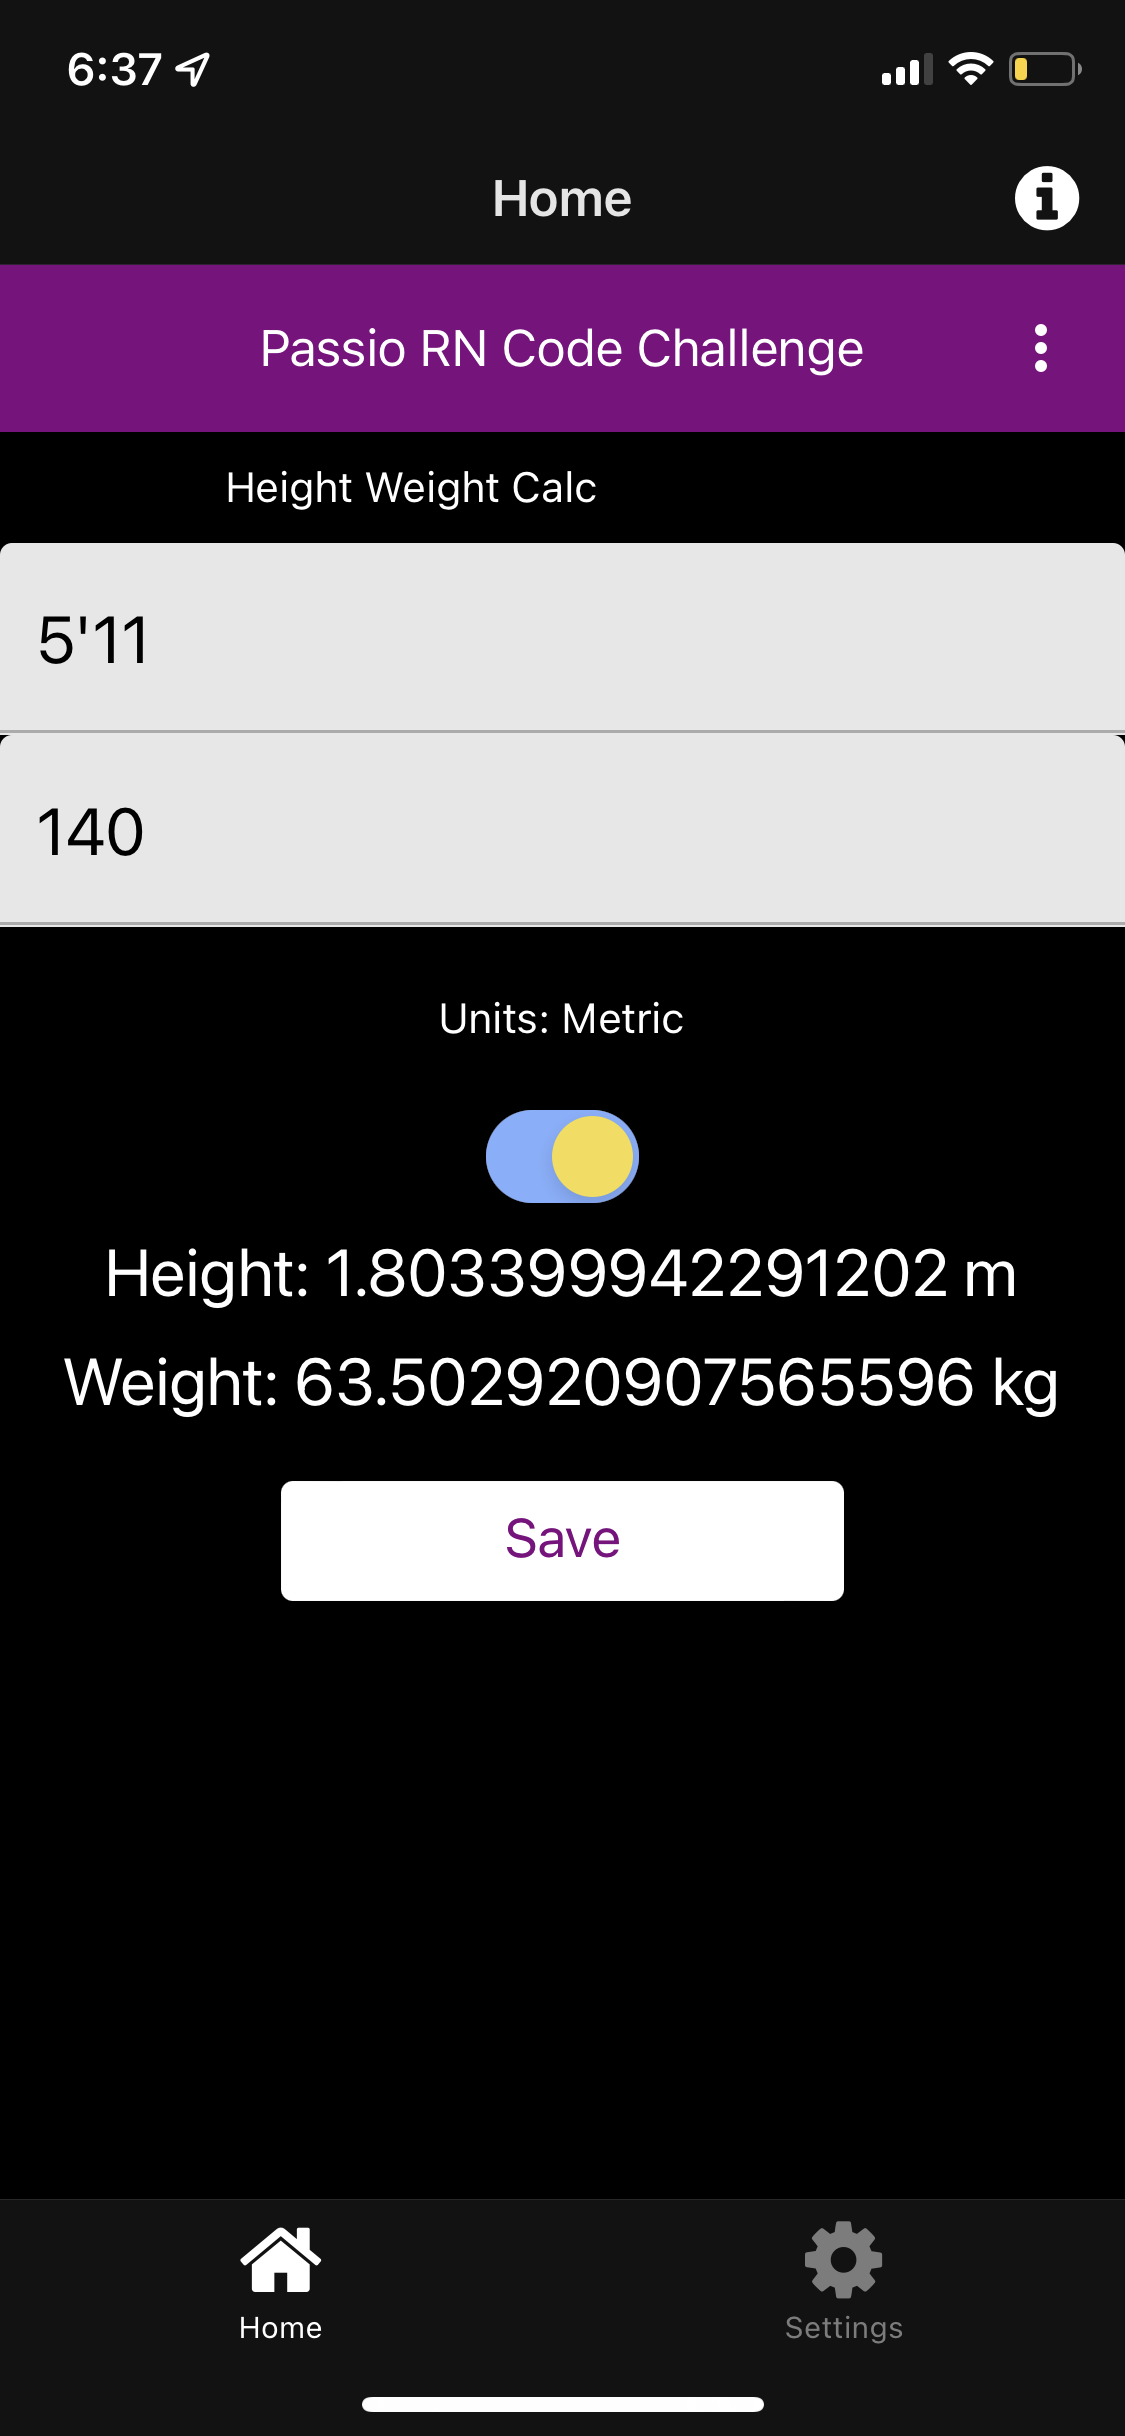 6:37
Home
Passio RN Code Challenge
Height Weight Calc
5'11
140
Units: Metric
Height: 1.803399942291202 m
Weight: 63.502920907565596 kg
Save
Home
Settings